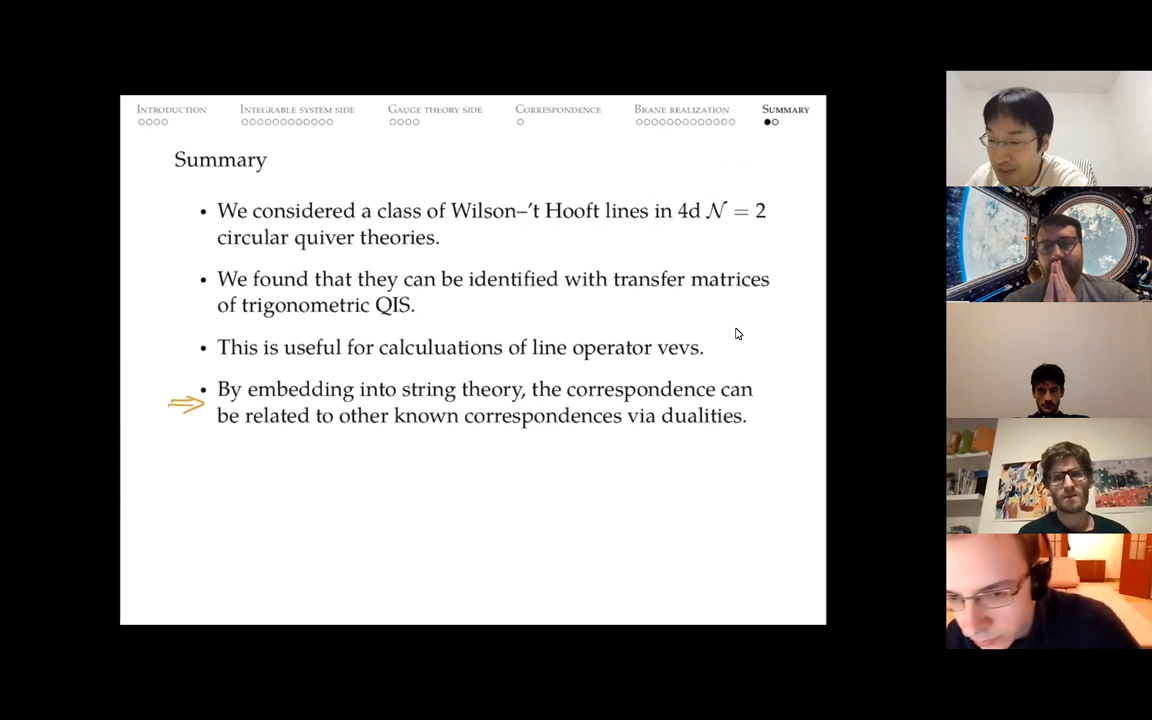 INTRODUCTION INTEGRABLE SYSTEM SIDE GAUGE THEORY SIDE CORRESPONDENCE BRANE REALIZATION SUMMARY
Summary
• We considered a class of Wilson–'t Hooft lines in 4d 𝒩 = 2
circular quiver theories.
• We found that they can be identified with transfer matrices
of trigonometric QIS.
• This is useful for calculuations of line operator vevs.
• By embedding into string theory, the correspondence can
be related to other known correspondences via dualities.